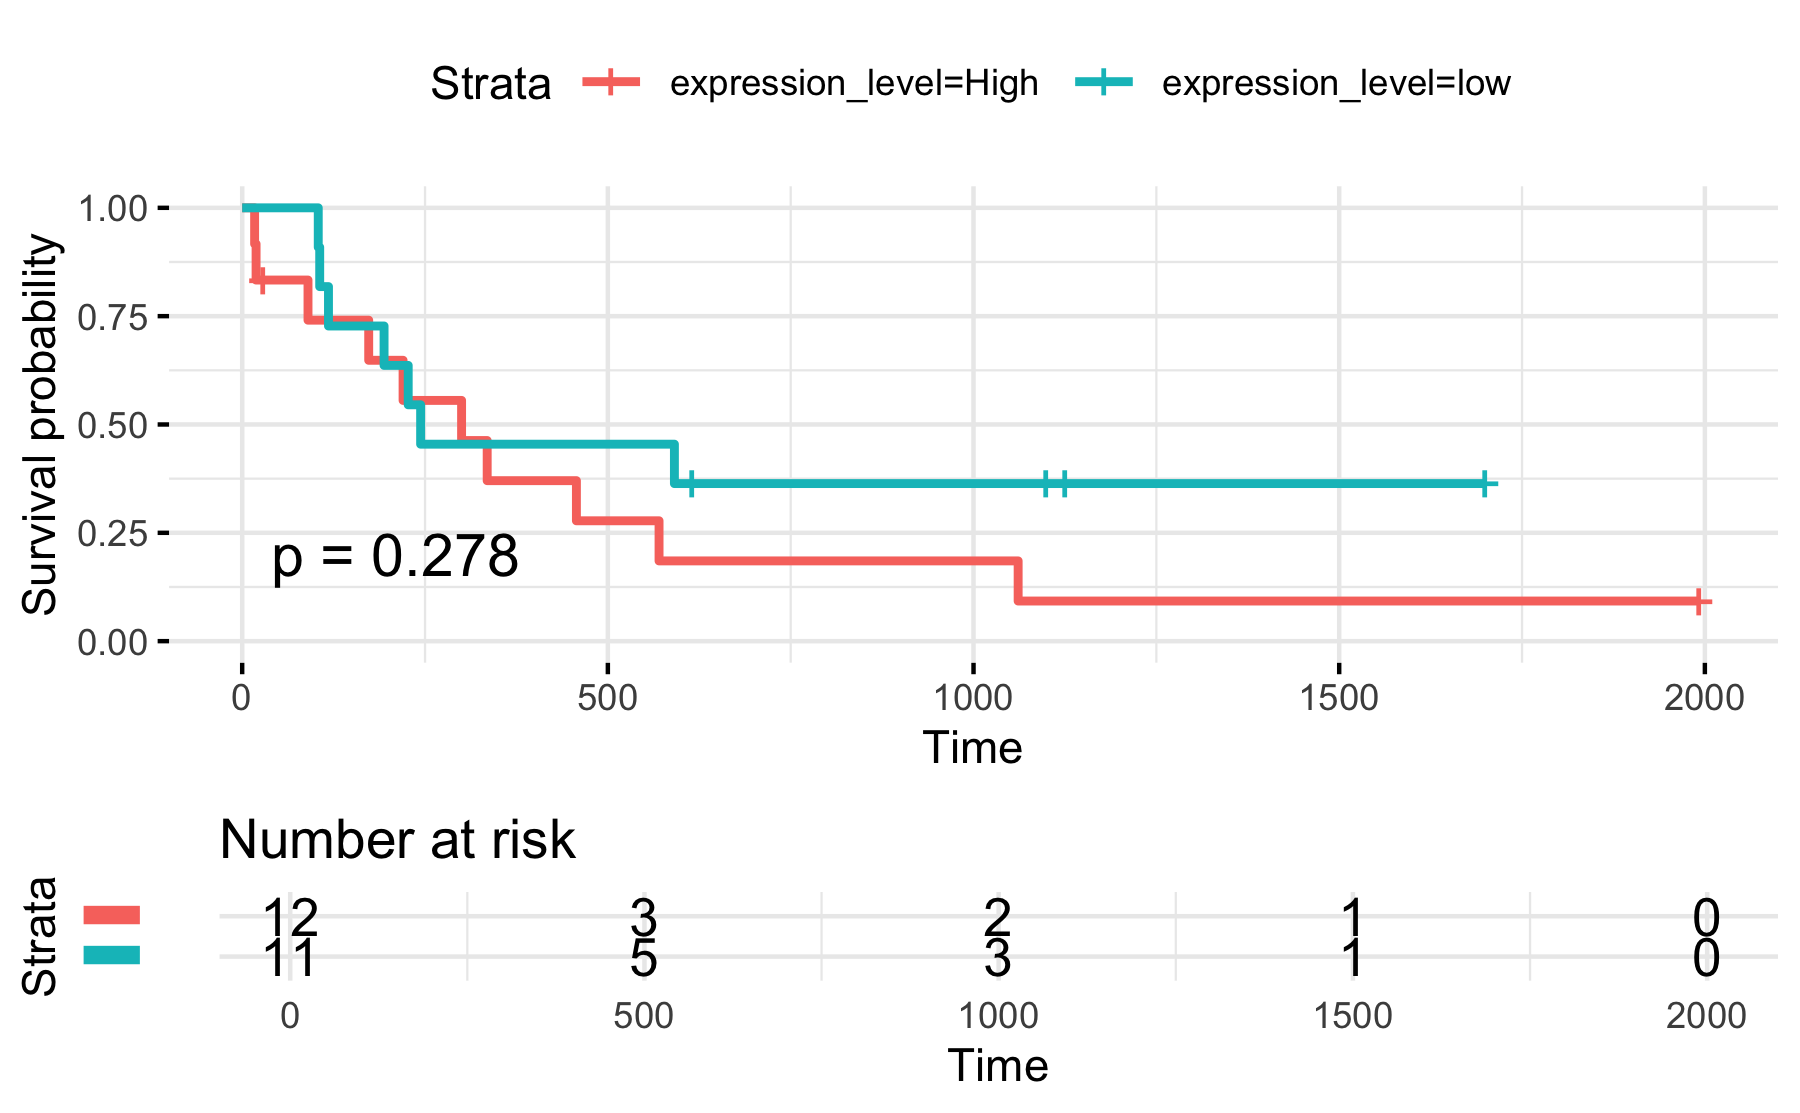 Strata expression_level=High expression_level=low
Survival probability
1.00
0.75
0.50
0.25
0.00
p = 0.278
0 500 1000 1500 2000
Time
Number at risk
Strata
12 3 2 1 0
11 5 3 1 0
0 500 1000 1500 2000
Time